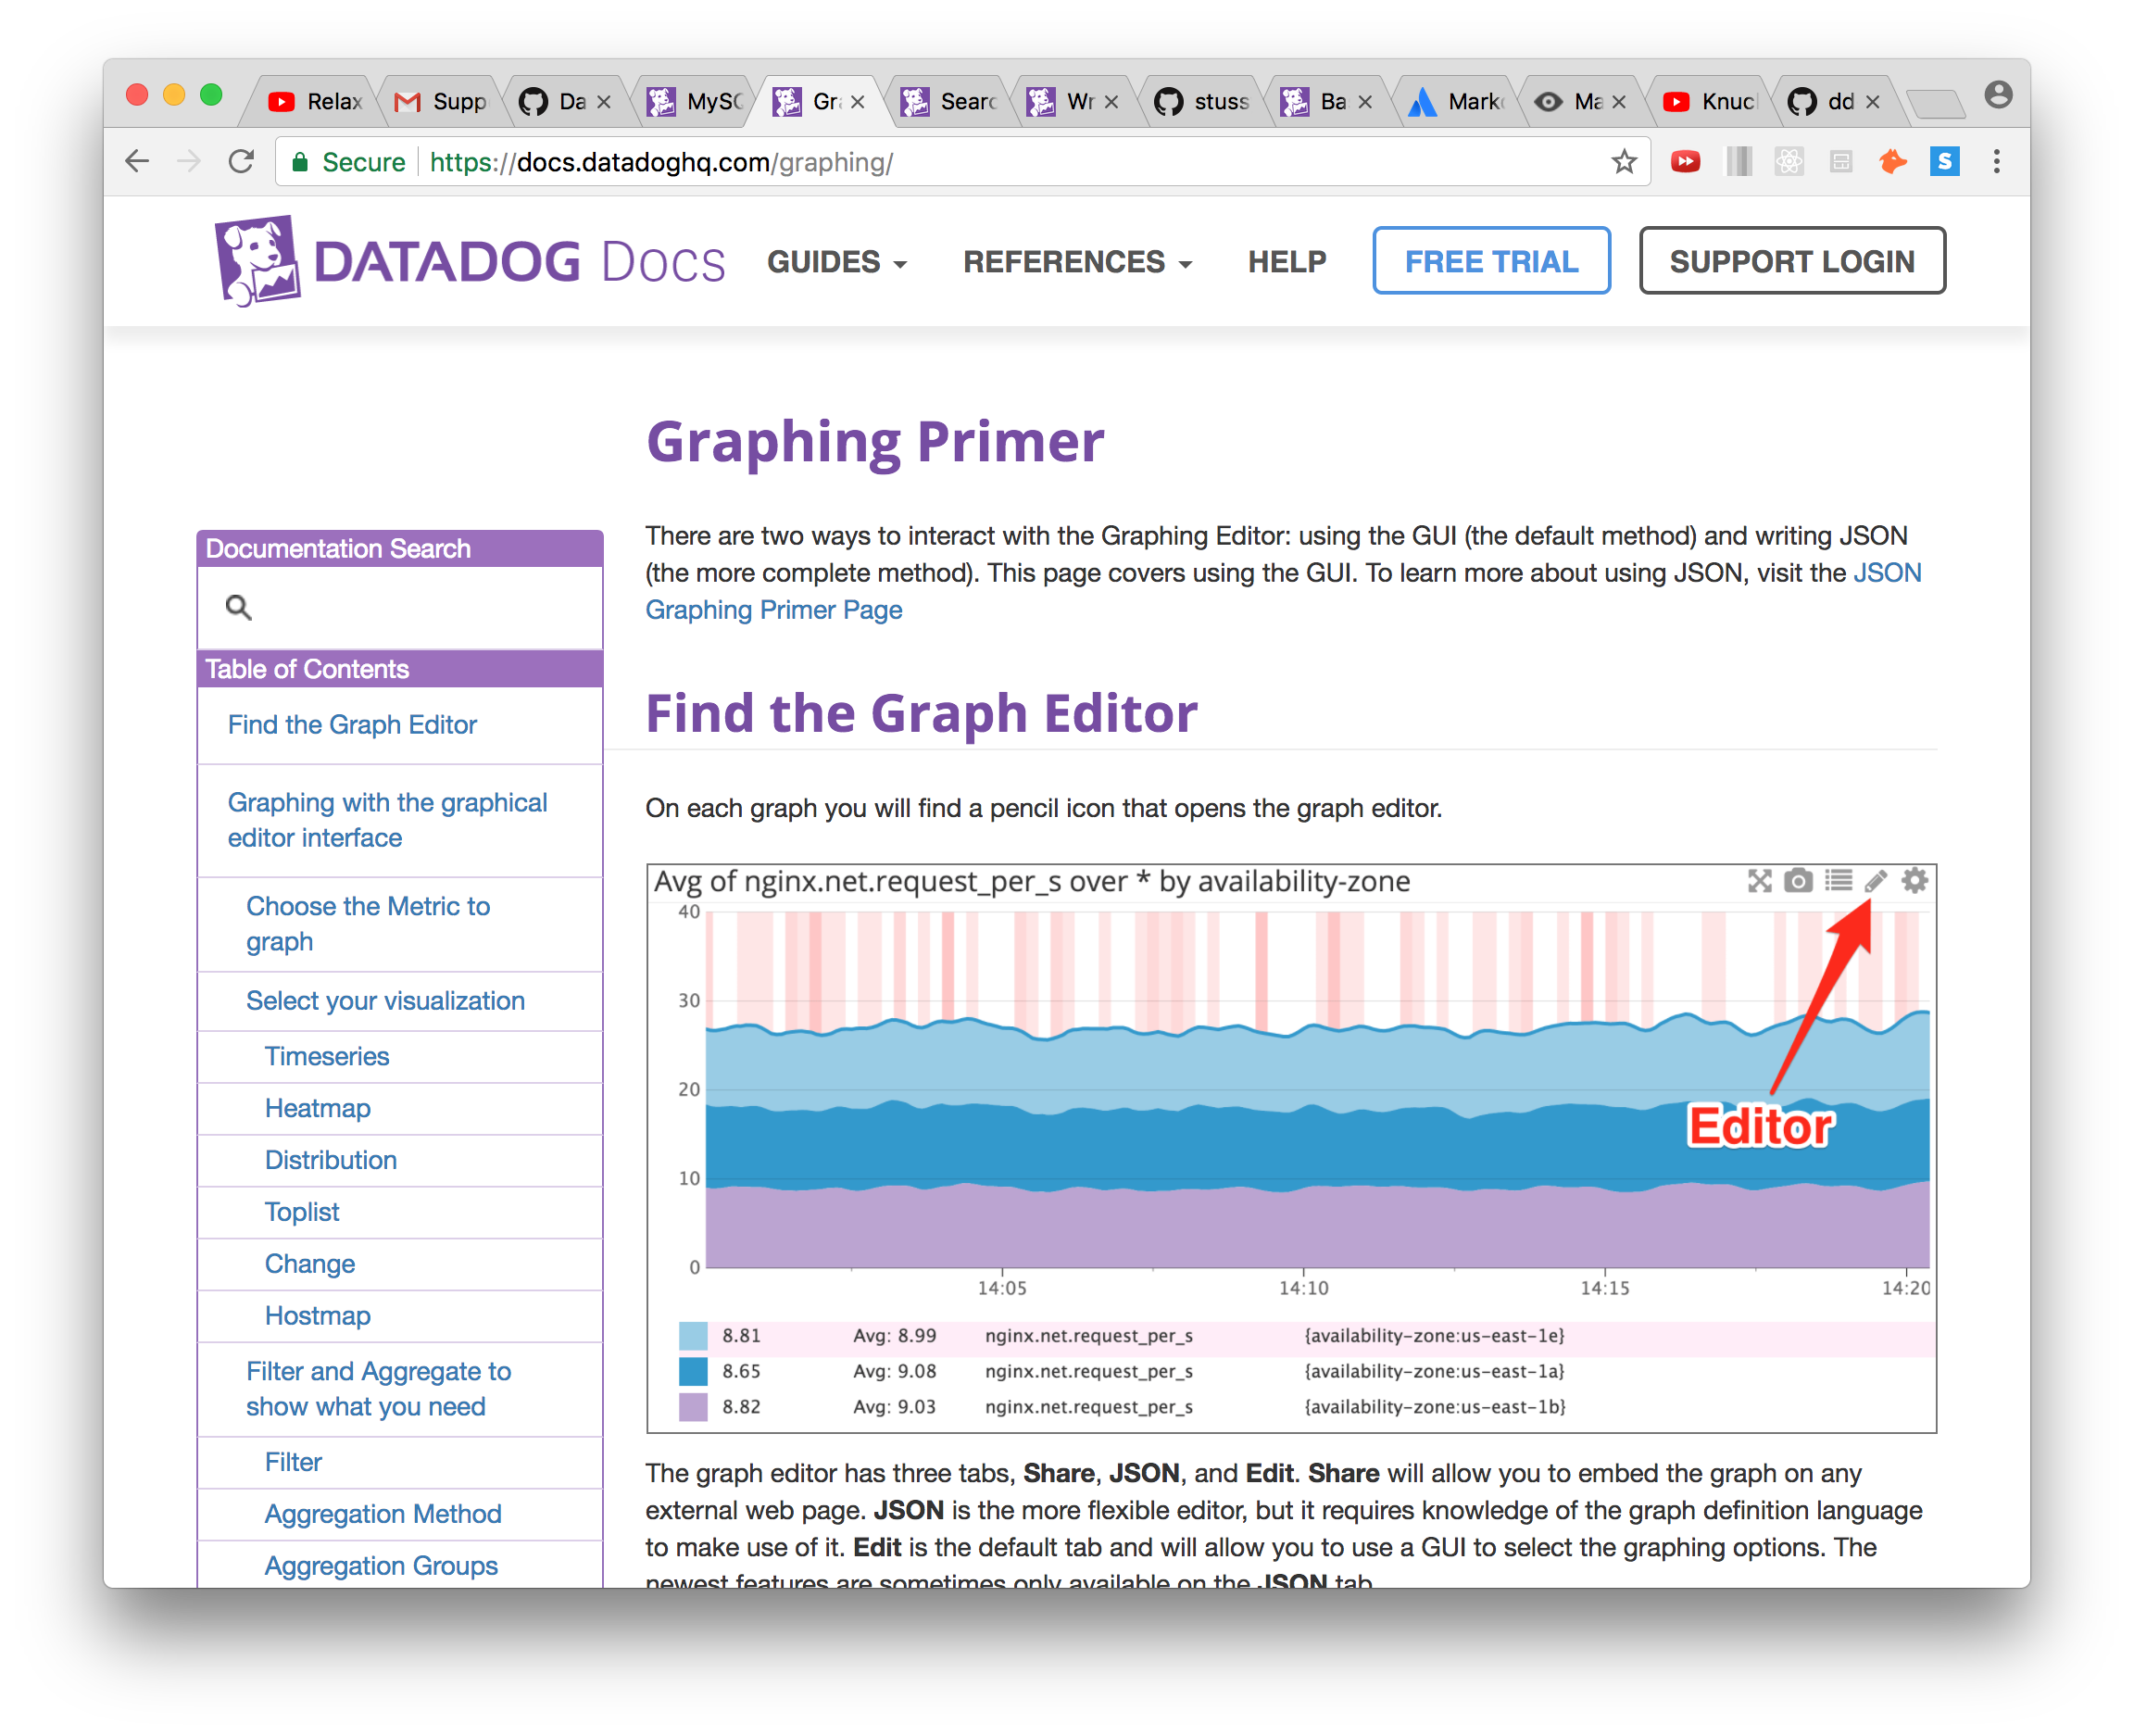 Relax
Supp
Da
MySQ
Gr
Searc
Wr
stuss
Ba
Mark
Ma
Knuc
dd
Secure
https://docs.datadoghq.com/graphing/
S
DATADOG Docs
GUIDES
REFERENCES
HELP
FREE TRIAL
SUPPORT LOGIN
Documentation Search
Table of Contents
Find the Graph Editor
Graphing with the graphical
editor interface
Choose the Metric to
graph
Select your visualization
Timeseries
Heatmap
Distribution
Toplist
Change
Hostmap
Filter and Aggregate to
show what you need
Filter
Aggregation Method
Aggregation Groups
Graphing Primer
There are two ways to interact with the Graphing Editor: using the GUI (the default method) and writing JSON
(the more complete method). This page covers using the GUI. To learn more about using JSON, visit the JSON
Graphing Primer Page
Find the Graph Editor
On each graph you will find a pencil icon that opens the graph editor.
Avg of nginx.net.request_per_s over * by availability-zone
40
30
20
10
0
Editor
14:05 14:10 14:15 14:20
8.81 Avg: 8.99 nginx.net.request_per_s {availability-zone:us-east-1e}
8.65 Avg: 9.08 nginx.net.request_per_s {availability-zone:us-east-1a}
8.82 Avg: 9.03 nginx.net.request_per_s {availability-zone:us-east-1b}
The graph editor has three tabs, Share, JSON, and Edit. Share will allow you to embed the graph on any
external web page. JSON is the more flexible editor, but it requires knowledge of the graph definition language
to make use of it. Edit is the default tab and will allow you to use a GUI to select the graphing options. The
newest features are sometimes only available on the JSON tab